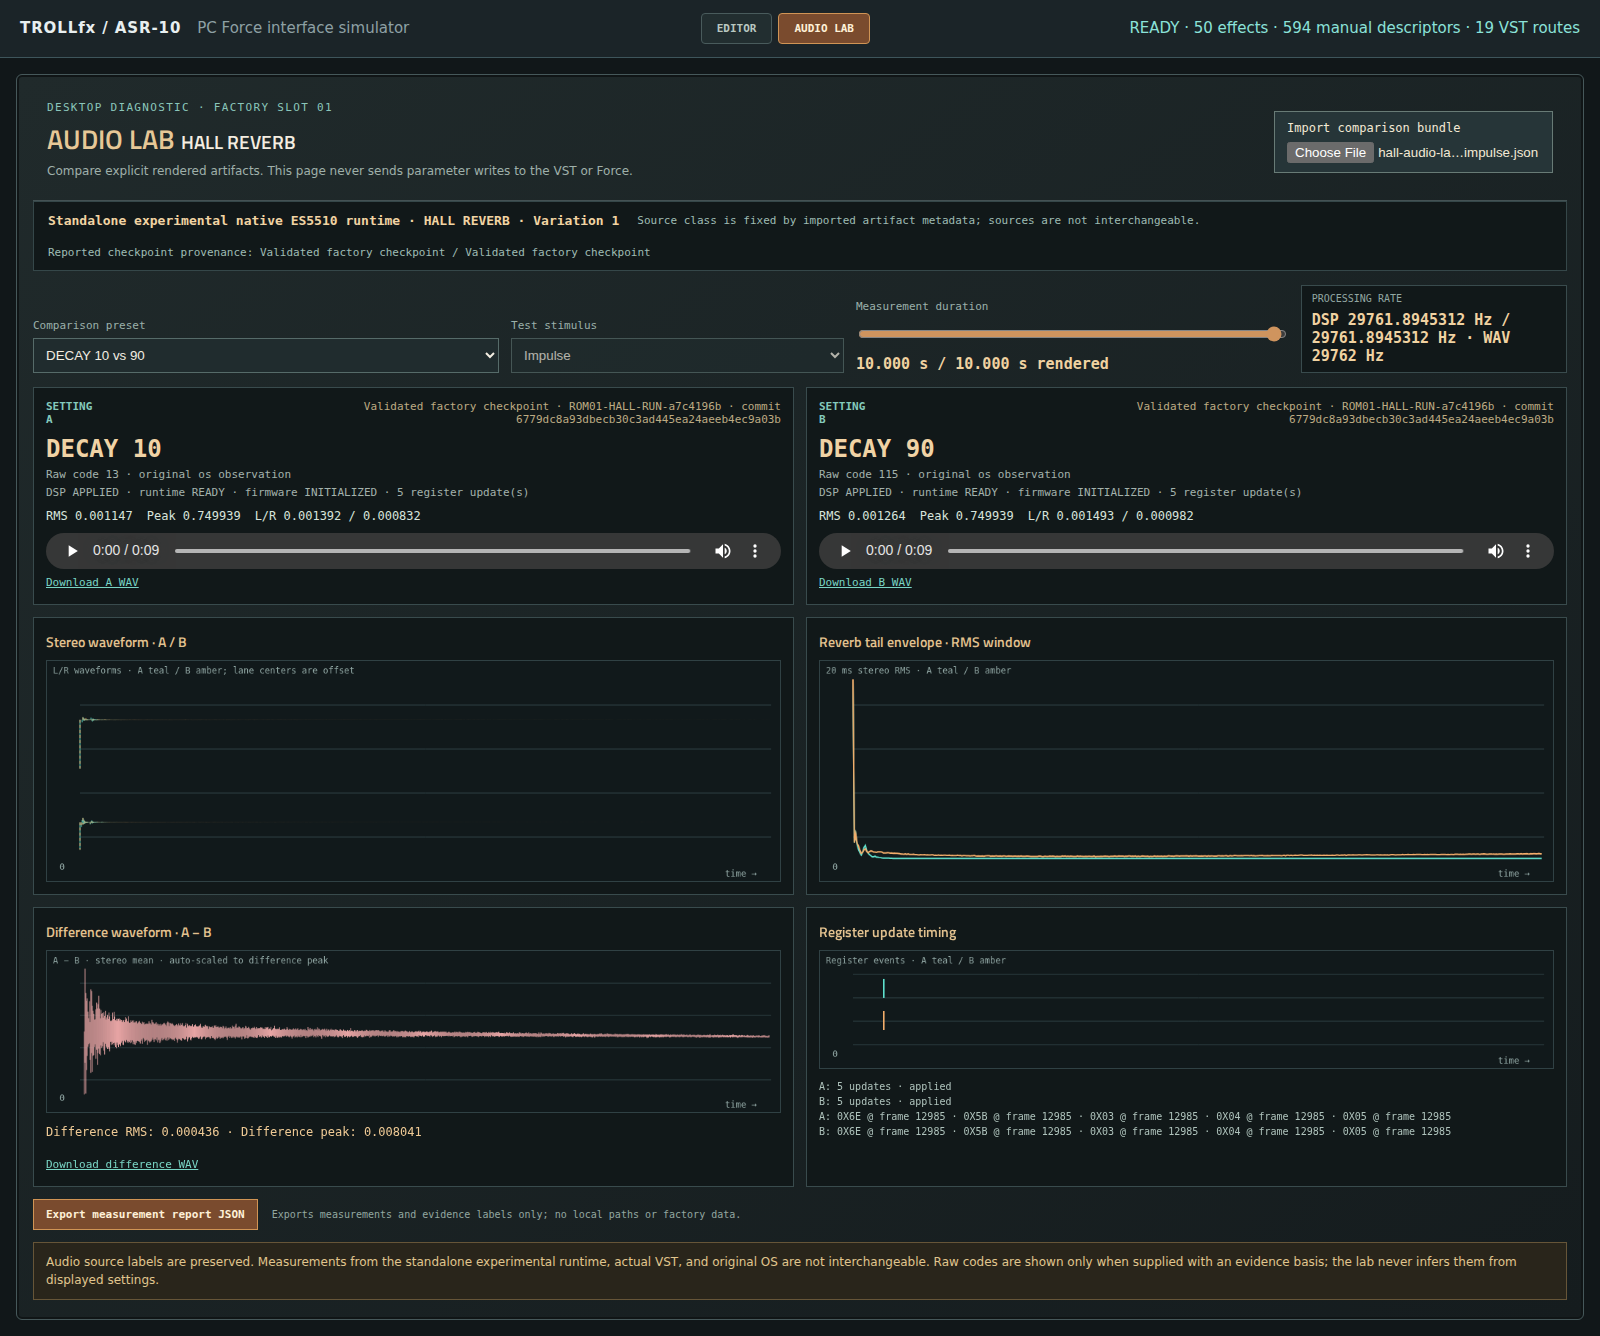 TROLLfx / ASR-10 PC Force interface simulator
EDITOR
AUDIO LAB
READY · 50 effects · 594 manual descriptors · 19 VST routes
DESKTOP DIAGNOSTIC · FACTORY SLOT 01
AUDIO LAB HALL REVERB
Compare explicit rendered artifacts. This page never sends parameter writes to the VST or Force.
Import comparison bundle
Choose File hall-audio-la...impulse.json
Standalone experimental native ES5510 runtime · HALL REVERB · Variation 1 Source class is fixed by imported artifact metadata; sources are not interchangeable.
Reported checkpoint provenance: Validated factory checkpoint / Validated factory checkpoint
Comparison preset
DECAY 10 vs 90
Test stimulus
Impulse
Measurement duration
10.000 s / 10.000 s rendered
PROCESSING RATE
DSP 29761.8945312 Hz /
29761.8945312 Hz · WAV
29762 Hz
SETTING
A
Validated factory checkpoint · ROM01-HALL-RUN-a7c4196b · commit
6779dc8a93dbecb30c3ad445ea24aeeb4ec9a03b
DECAY 10
Raw code 13 · original os observation
DSP APPLIED · runtime READY · firmware INITIALIZED · 5 register update(s)
RMS 0.001147 Peak 0.749939 L/R 0.001392 / 0.000832
0:00 / 0:09
Download A WAV
SETTING
B
Validated factory checkpoint · ROM01-HALL-RUN-a7c4196b · commit
6779dc8a93dbecb30c3ad445ea24aeeb4ec9a03b
DECAY 90
Raw code 115 · original os observation
DSP APPLIED · runtime READY · firmware INITIALIZED · 5 register update(s)
RMS 0.001264 Peak 0.749939 L/R 0.001493 / 0.000982
0:00 / 0:09
Download B WAV
Stereo waveform · A / B
L/R waveforms · A teal / B amber; lane centers are offset
0
time →
Reverb tail envelope · RMS window
20 ms stereo RMS · A teal / B amber
0
time →
Difference waveform · A − B
A − B · stereo mean · auto-scaled to difference peak
0
time →
Difference RMS: 0.000436 · Difference peak: 0.008041
Download difference WAV
Register update timing
Register events · A teal / B amber
0
time →
A: 5 updates · applied
B: 5 updates · applied
A: 0X6E @ frame 12985 · 0X5B @ frame 12985 · 0X03 @ frame 12985 · 0X04 @ frame 12985 · 0X05 @ frame 12985
B: 0X6E @ frame 12985 · 0X5B @ frame 12985 · 0X03 @ frame 12985 · 0X04 @ frame 12985 · 0X05 @ frame 12985
Export measurement report JSON
Exports measurements and evidence labels only; no local paths or factory data.
Audio source labels are preserved. Measurements from the standalone experimental runtime, actual VST, and original OS are not interchangeable. Raw codes are shown only when supplied with an evidence basis; the lab never infers them from
displayed settings.